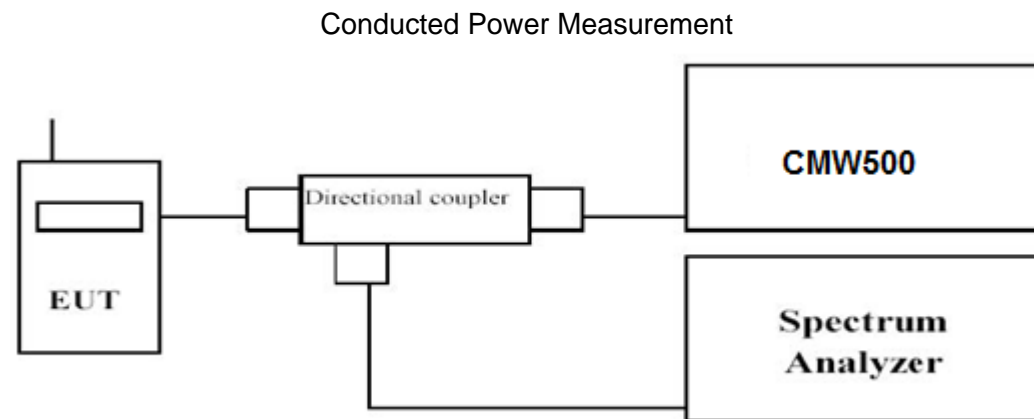 Conducted Power Measurement
CMW500
Directional coupler
EUT
Spectrum
Analyzer